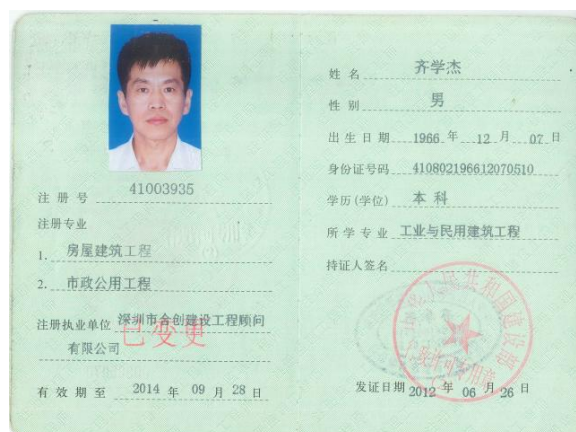 注册号 41003935
注册专业
1. 房屋建筑工程
2. 市政公用工程
注册执业单位 深圳市合创建设工程顾问
有限公司
已变更
有效期至 2014 年 09 月 28 日
姓名 齐学杰
性别 男
出生日期 1966 年 12 月 07 日
身份证号码 410802196612070510
学历(学位) 本科
所学专业 工业与民用建筑工程
持证人签名
发证日期 2012 年 06 月 26 日